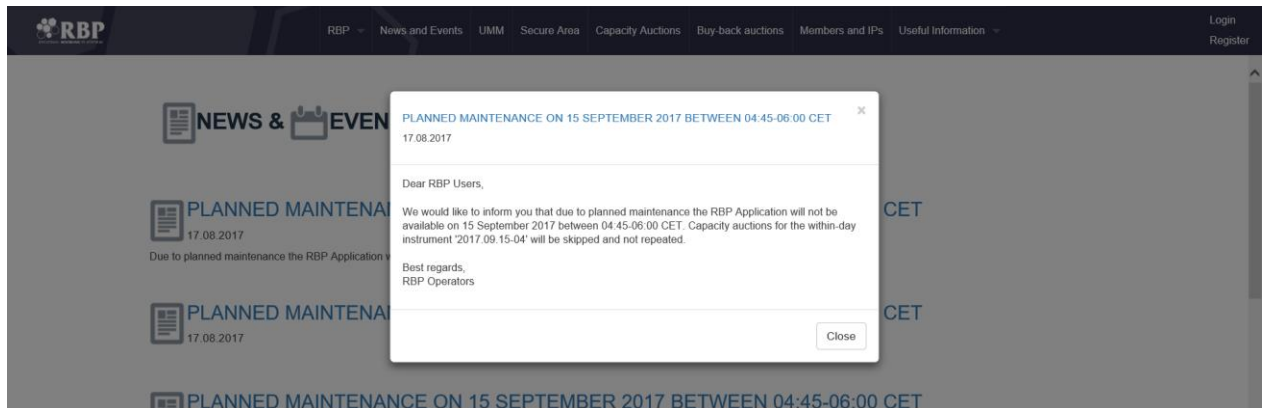 RBP
RBP News and Events UMM Secure Area Capacity Auctions Buy-back auctions Members and IPs Useful Information
Login
Register
NEWS & EVEN
PLANNED MAINTENANCE ON 15 SEPTEMBER 2017 BETWEEN 04:45-06:00 CET
×
17.08.2017
Dear RBP Users,
We would like to inform you that due to planned maintenance the RBP Application will not be
available on 15 September 2017 between 04:45-06:00 CET. Capacity auctions for the within-day
instrument '2017.09.15-04' will be skipped and not repeated.
Best regards,
RBP Operators
Close
PLANNED MAINTENA CET
17.08.2017
Due to planned maintenance the RBP Application
PLANNED MAINTENA CET
17.08.2017
PLANNED MAINTENANCE ON 15 SEPTEMBER 2017 BETWEEN 04:45-06:00 CET